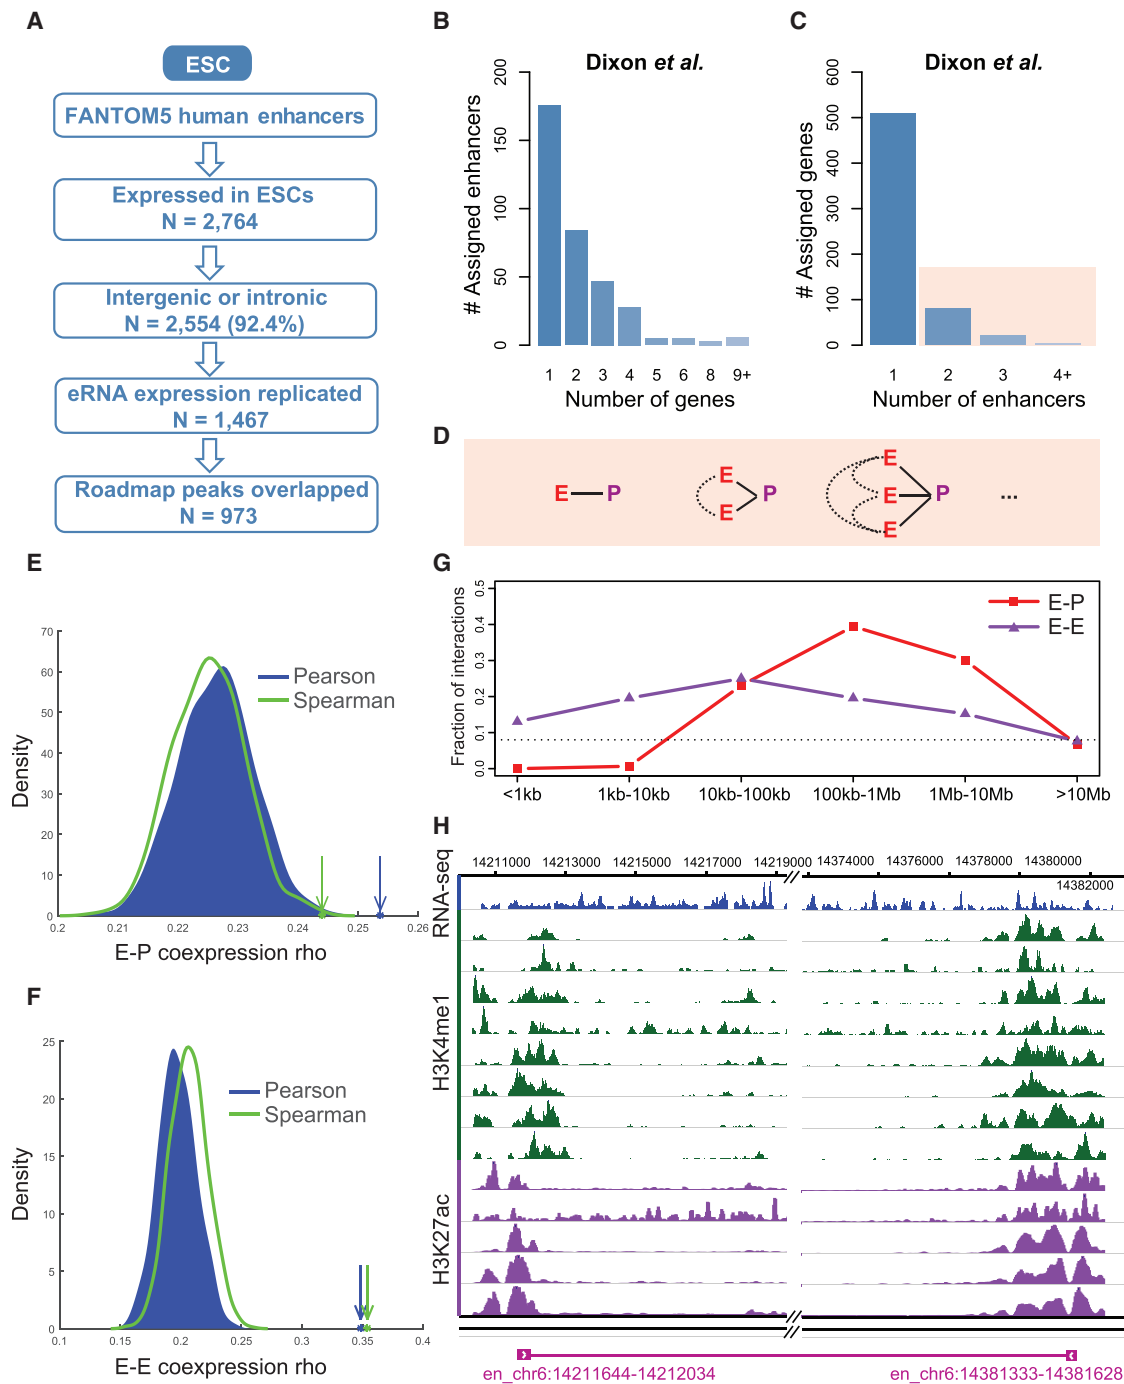 A
ESC
FANTOM5 human enhancers
Expressed in ESCs
N = 2,764
Intergenic or intronic
N = 2,554 (92.4%)
eRNA expression replicated
N = 1,467
Roadmap peaks overlapped
N = 973
B
Dixon et al.
# Assigned enhancers
200
150
100
50
0
1 2 3 4 5 6 8 9+
Number of genes
C
Dixon et al.
# Assigned genes
600
500
400
300
200
100
0
1 2 3 4+
Number of enhancers
D
E P
E
E
P
E
E
E
P
...
E
Density
70
60
50
40
30
20
10
0
0.2 0.21 0.22 0.23 0.24 0.25 0.26
E-P coexpression rho
Pearson
Spearman
F
Density
25
20
15
10
5
0
0.1 0.15 0.2 0.25 0.3 0.35 0.4
E-E coexpression rho
Pearson
Spearman
G
Fraction of interactions
0.5
0.4
0.3
0.2
0.1
0.0
<1kb 1kb-10kb 10kb-100kb 100kb-1Mb 1Mb-10Mb >10Mb
E-P
E-E
H
14211000 14213000 14215000 14217000 14219000 14374000 14376000 14378000 14380000
14382000
RNA-seq
H3K4me1
H3K27ac
en_chr6:14211644-14212034
en_chr6:14381333-14381628